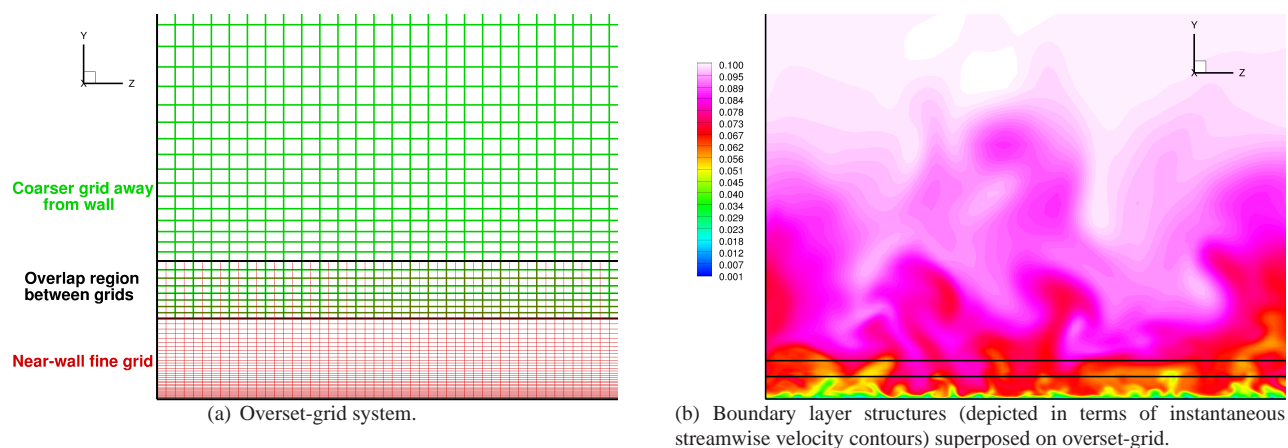 Y
X
Z
Coarser grid away
from wall
Overlap region
between grids
Near-wall fine grid
(a) Overset-grid system.
Y
X
Z
0.100
0.095
0.089
0.084
0.078
0.073
0.067
0.062
0.056
0.051
0.045
0.040
0.034
0.029
0.023
0.018
0.012
0.007
0.001
(b) Boundary layer structures (depicted in terms of instantaneous
streamwise velocity contours) superposed on overset-grid.